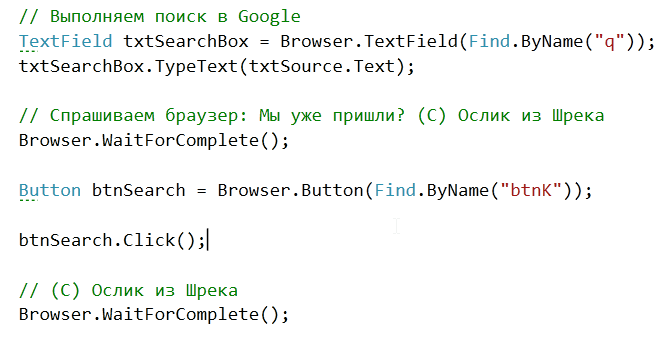 // Выполняем поиск в Google
TextField txtSearchBox = Browser.TextField(Find.ByName("q"));
txtSearchBox.TypeText(txtSource.Text);
// Спрашиваем браузер: Мы уже пришли? (C) Ослик из Шрека
Browser.WaitForComplete();
Button btnSearch = Browser.Button(Find.ByName("btnK"));
btnSearch.Click();
// (C) Ослик из Шрека
Browser.WaitForComplete();